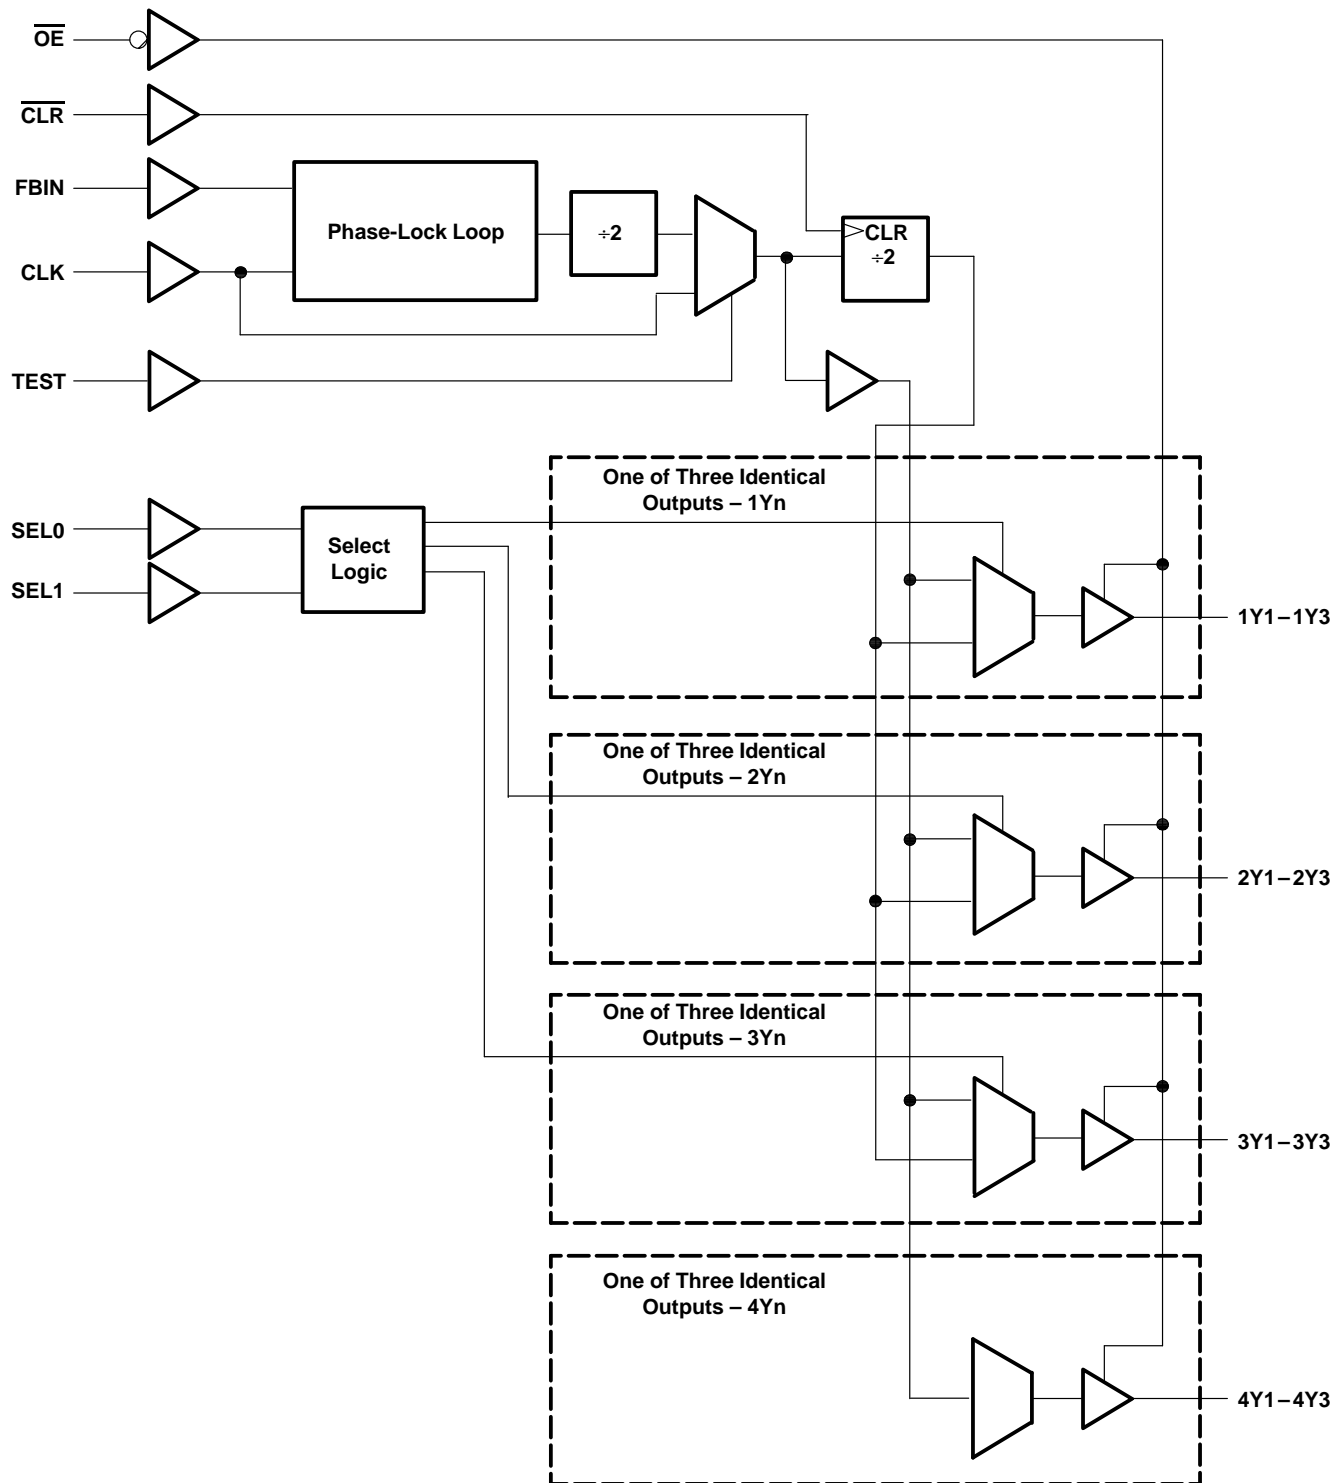 OE
CLR
FBIN
CLK
TEST
Phase-Lock Loop
÷2
CLR
÷2
SEL0
SEL1
Select
Logic
One of Three Identical
Outputs – 1Yn
1Y1–1Y3
One of Three Identical
Outputs – 2Yn
2Y1–2Y3
One of Three Identical
Outputs – 3Yn
3Y1–3Y3
One of Three Identical
Outputs – 4Yn
4Y1–4Y3